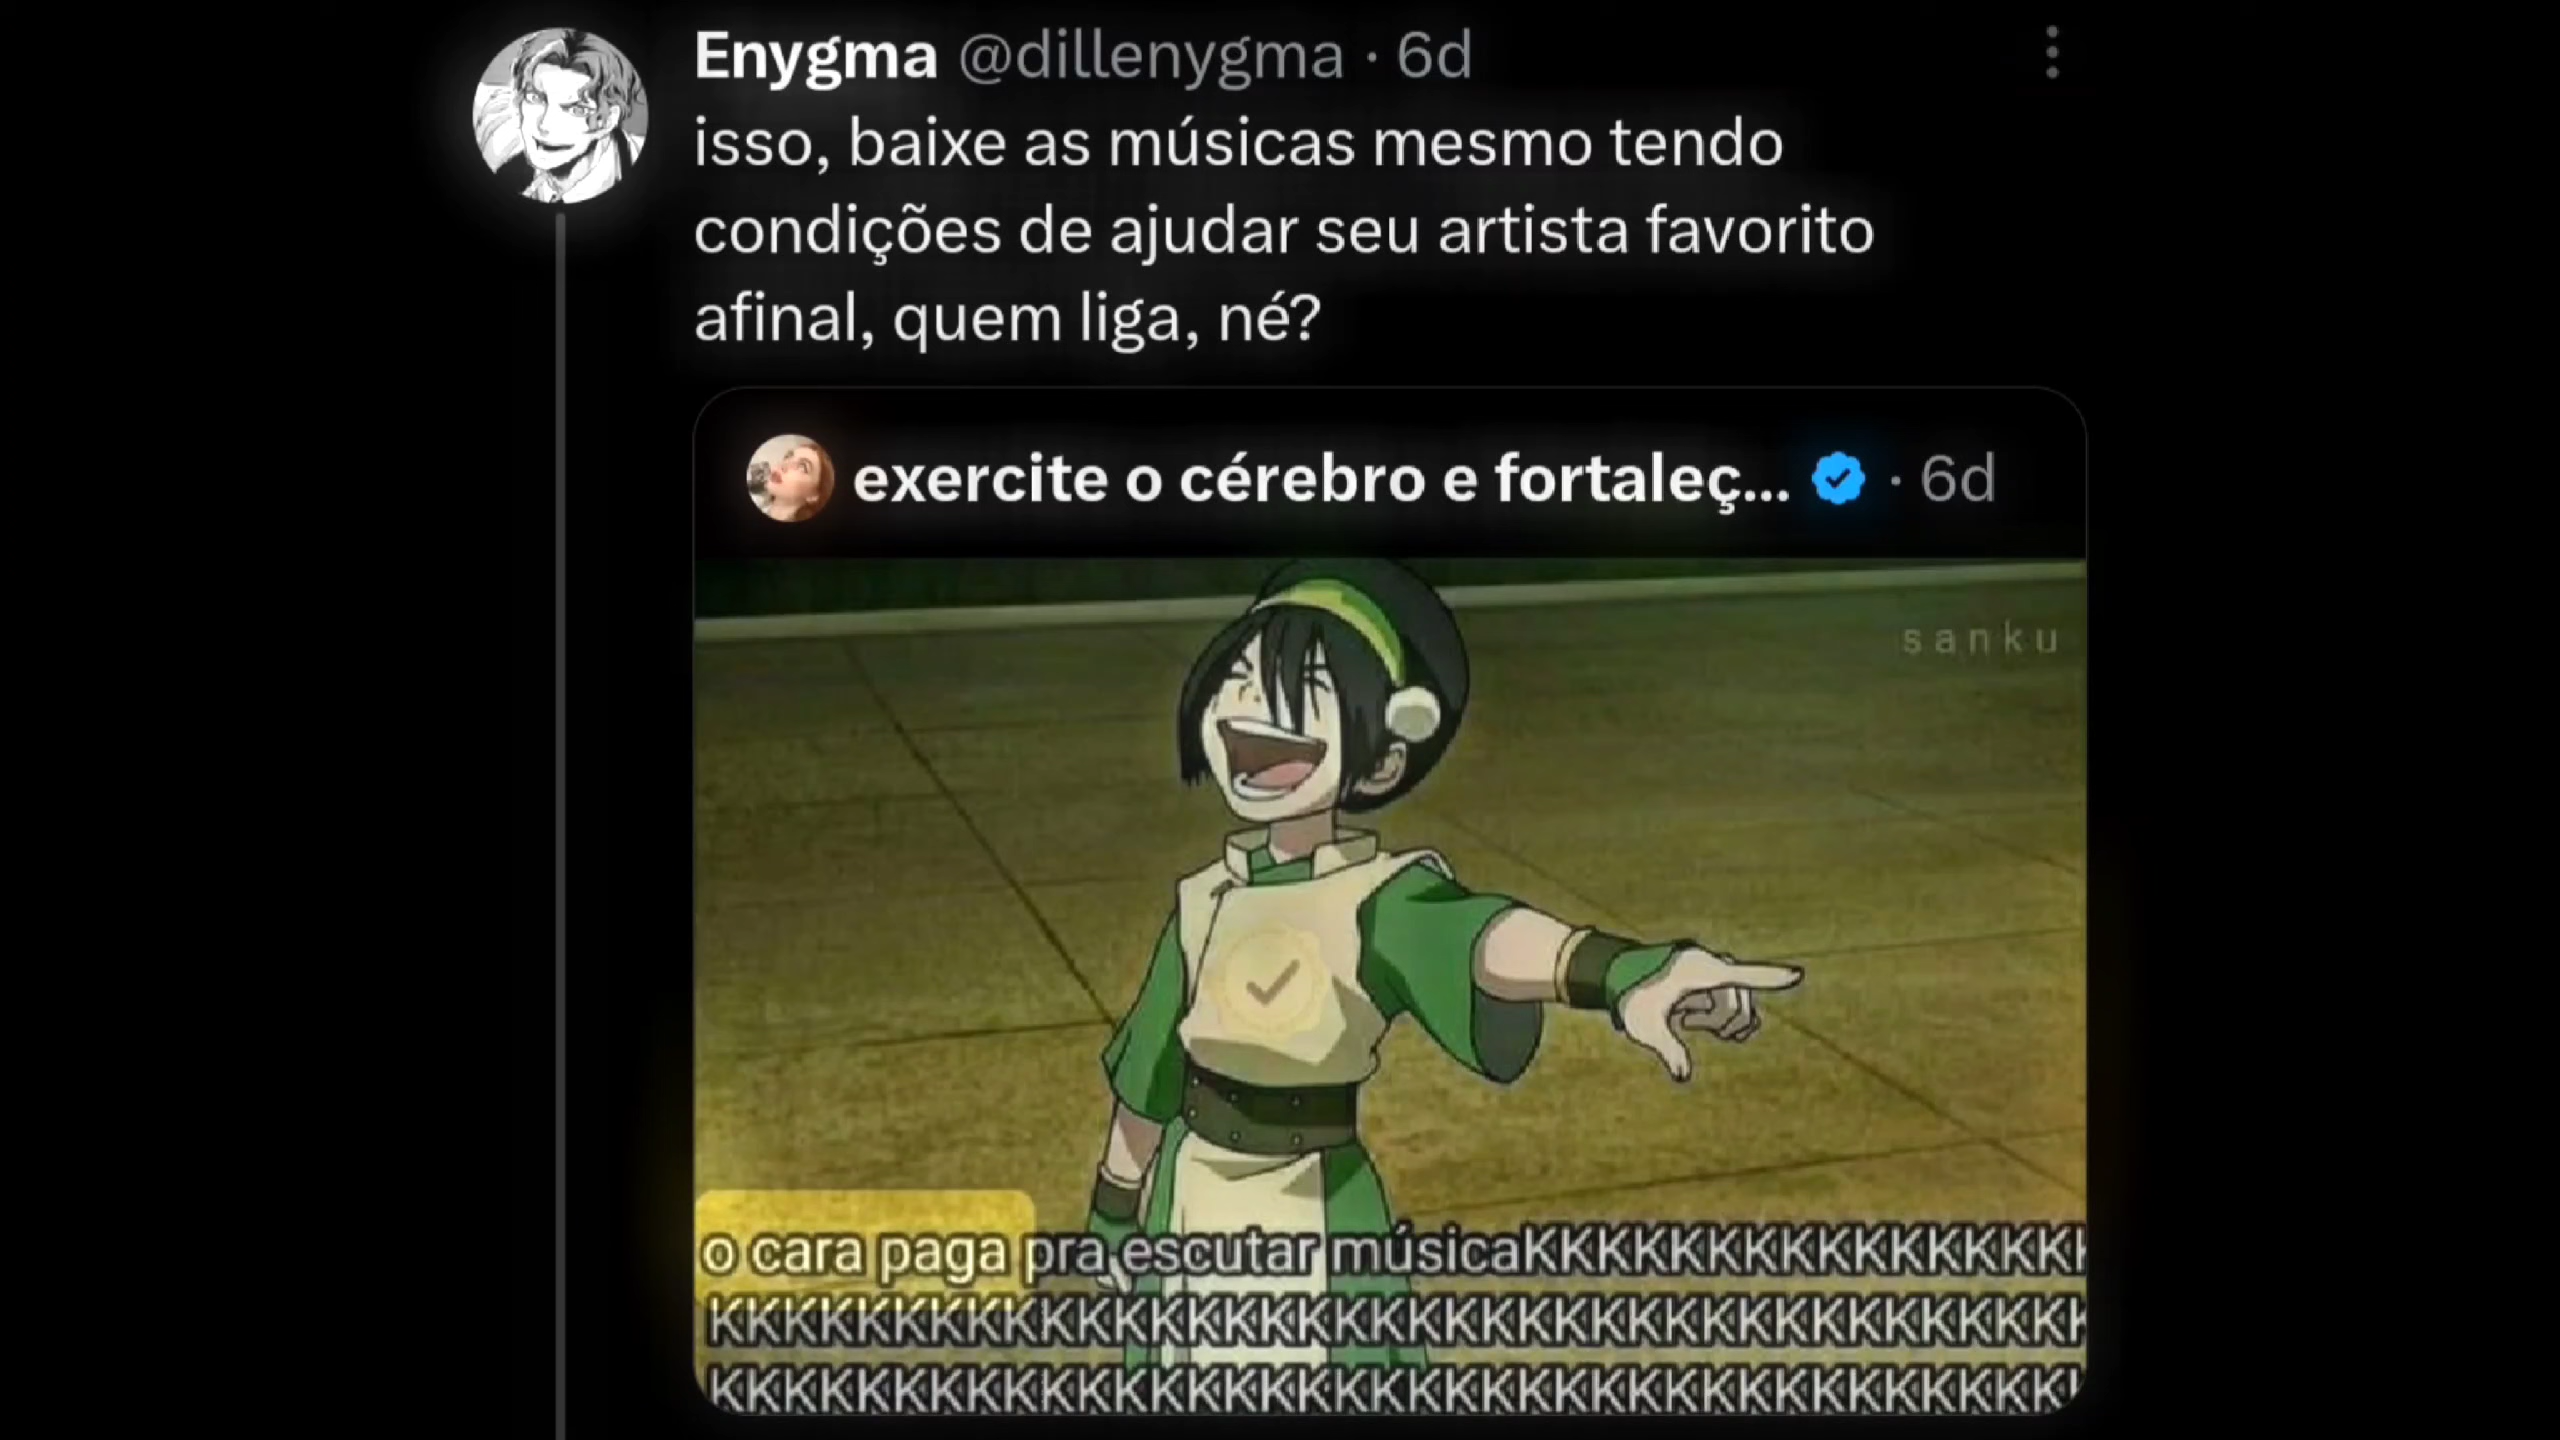 Enygma @dillenygma · 6d
isso, baixe as músicas mesmo tendo
condições de ajudar seu artista favorito
afinal, quem liga, né?
exercite o cérebro e fortaleç... · 6d
sanku
o cara paga pra escutar músicaKKKKKKKKKKKKKKKK
KKKKKKKKKKKKKKKKKKKKKKKKKKKKKKKKKKKKKK
KKKKKKKKKKKKKKKKKKKKKKKKKKKKKKKKKKKKKK